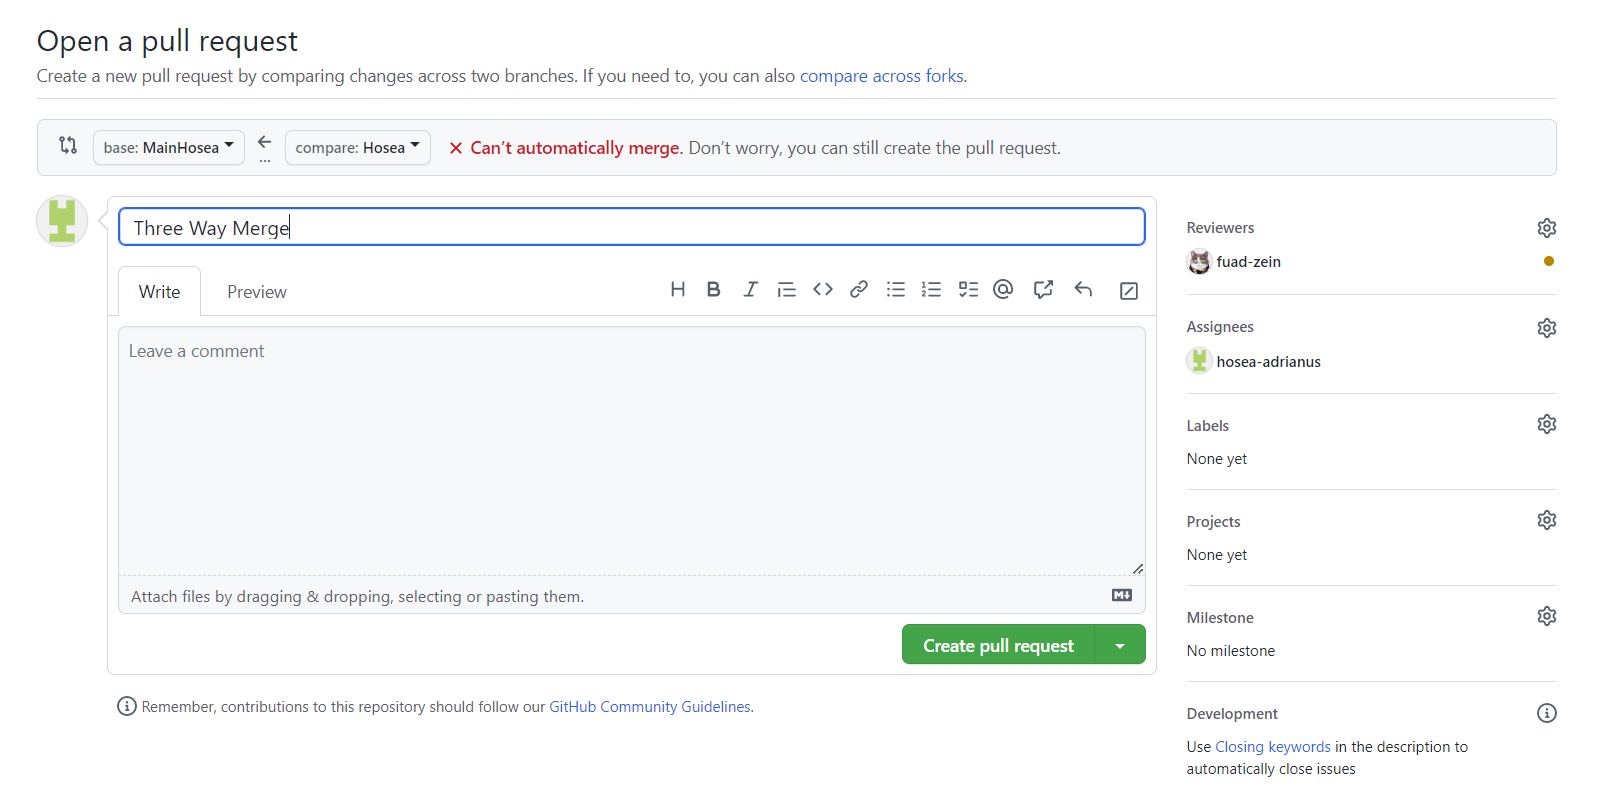 Open a pull request
Create a new pull request by comparing changes across two branches. If you need to, you can also compare across forks.
base: MainHosea
...
compare: Hosea
Can’t automatically merge. Don’t worry, you can still create the pull request.
Three Way Merge
Write
Preview
Leave a comment
Attach files by dragging & dropping, selecting or pasting them.
Create pull request
Remember, contributions to this repository should follow our GitHub Community Guidelines.
Reviewers
fuad-zein
Assignees
hosea-adrianus
Labels
None yet
Projects
None yet
Milestone
No milestone
Development
Use Closing keywords in the description to
automatically close issues